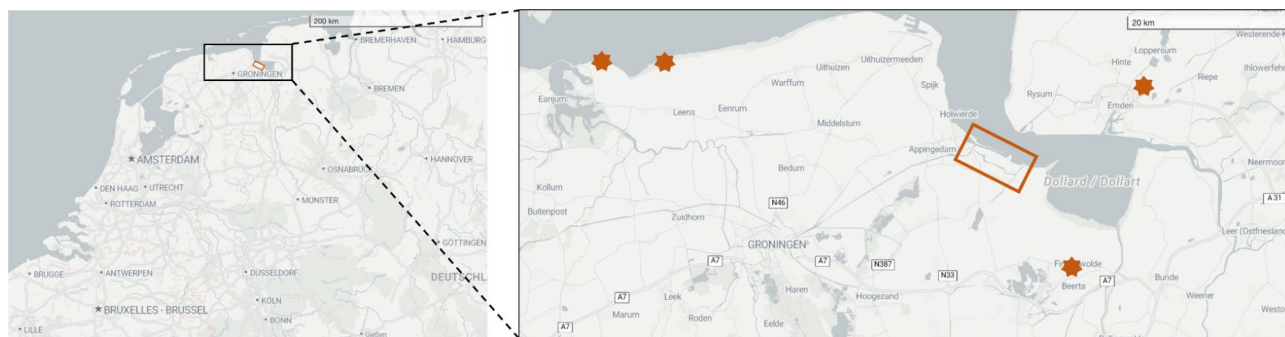 200 km
BREMERHAVEN
HAMBURG
GRONINGEN
BREMEN
AMSTERDAM
HANNOVER
OSNABRU
DEN HAAG
UTRECHT
ROTTERDAM
MÜNSTER
GÖTTINGEN
BRUGGE
ANTWERPEN
DÜSSELDORF
DEUTSCHL
KÖLN
BRUXELLES - BRUSSEL
BONN
LILLE
Gießen
20 km
Loppersum
Westerende-K
Hinte
Uithuizermeeden
Uithuizen
Riepe
Ihlowerfehn
Spijk
Warffum
Eanjum
Rysum
Emden
Leens
Eenrum
Holwierde
Middelstum
Appingedam
Neermoor
Bedum
Kollum
Dollard / Dollart
A 31
Buitenpost
N46
Zuidhorn
Leer (Ostfriesland)
GRONINGEN
A7
A7
N387
N33
Beerta
A7
Bunde
Haren
Hoogezand
Leek
Weener
A7
Marum
Roden
Eelde
Westo
A7